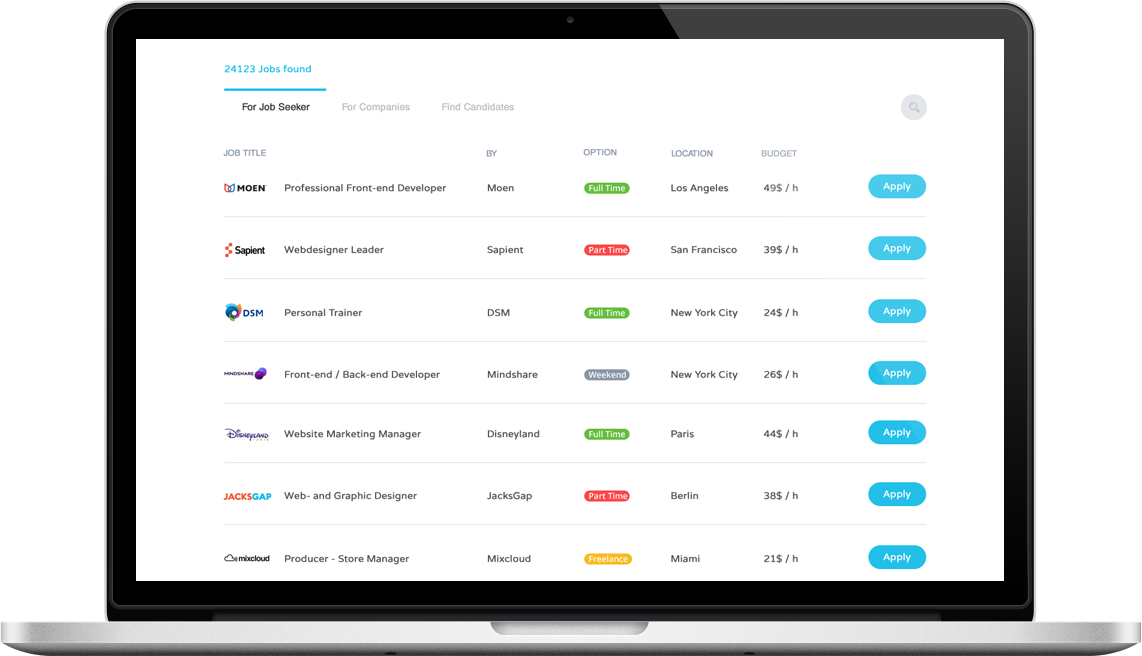 24123 Jobs found
For Job Seeker For Companies Find Candidates
JOB TITLE BY OPTION LOCATION BUDGET
MOEN Professional Front-end Developer Moen Full Time Los Angeles 49$ / h Apply
Sapient Webdesigner Leader Sapient Part Time San Francisco 39$ / h Apply
DSM Personal Trainer DSM Full Time New York City 24$ / h Apply
MINDSHARE Front-end / Back-end Developer Mindshare Weekend New York City 26$ / h Apply
Disneyland Website Marketing Manager Disneyland Full Time Paris 44$ / h Apply
JACKSGAP Web- and Graphic Designer JacksGap Part Time Berlin 38$ / h Apply
mixcloud Producer - Store Manager Mixcloud Freelance Miami 21$ / h Apply